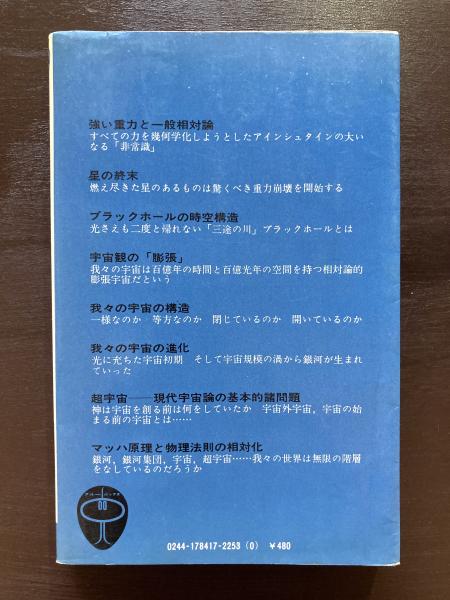 強い重力と一般相対論
すべての力を幾何学化しようとしたアインシュタインの大い
なる「非常識」
星の終末
燃え尽きた星のあるものは驚くべき重力崩壊を開始する
ブラックホールの時空構造
光さえも二度と帰れない「三途の川」ブラックホールとは
宇宙観の「膨張」
我々の宇宙は百億年の時間と百億光年の空間を持つ相対論的
膨張宇宙だという
我々の宇宙の構造
一様なのか　等方なのか　閉じているのか　開いているのか
我々の宇宙の進化
光に充ちた宇宙初期　そして宇宙規模の渦から銀河が生まれ
ていった
超宇宙──現代宇宙論の基本的諸問題
神は宇宙を創る前は何をしていたか　宇宙外宇宙，宇宙の始
まる前の宇宙とは……
マッハ原理と物理法則の相対化
銀河，銀河集団，宇宙，超宇宙……我々の世界は無限の階層
をなしているのだろうか
ブルーバックス
0244-178417-2253 (0) ¥480